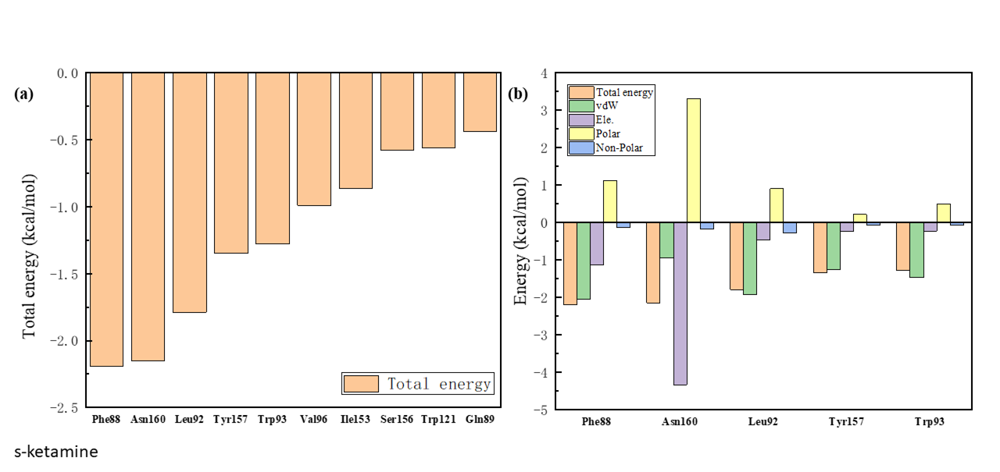 (a)
Total energy (kcal/mol)
0.0
−0.5
−1.0
−1.5
−2.0
−2.5
Total energy
Phe88 Asn160 Leu92 Tyr157 Trp93 Val96 Ile153 Ser156 Trp121 Gln89
(b)
Energy (kcal/mol)
4
3
2
1
0
−1
−2
−3
−4
−5
Total energy
vdW
Ele.
Polar
Non-Polar
Phe88 Asn160 Leu92 Tyr157 Trp93
s-ketamine